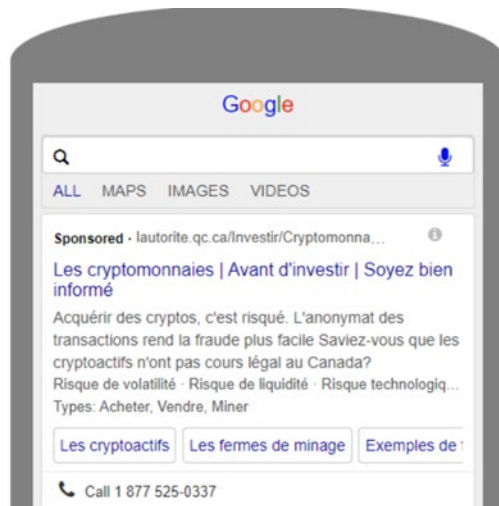 Google
ALL MAPS IMAGES VIDEOS
Sponsored · lautorite.qc.ca/Investir/Cryptomonna...
Les cryptomonnaies | Avant d'investir | Soyez bien
informé
Acquérir des cryptos, c'est risqué. L'anonymat des
transactions rend la fraude plus facile Saviez-vous que les
cryptoactifs n'ont pas cours légal au Canada?
Risque de volatilité · Risque de liquidité · Risque technologiq...
Types: Acheter, Vendre, Miner
Les cryptoactifs Les fermes de minage Exemples de
Call 1 877 525-0337